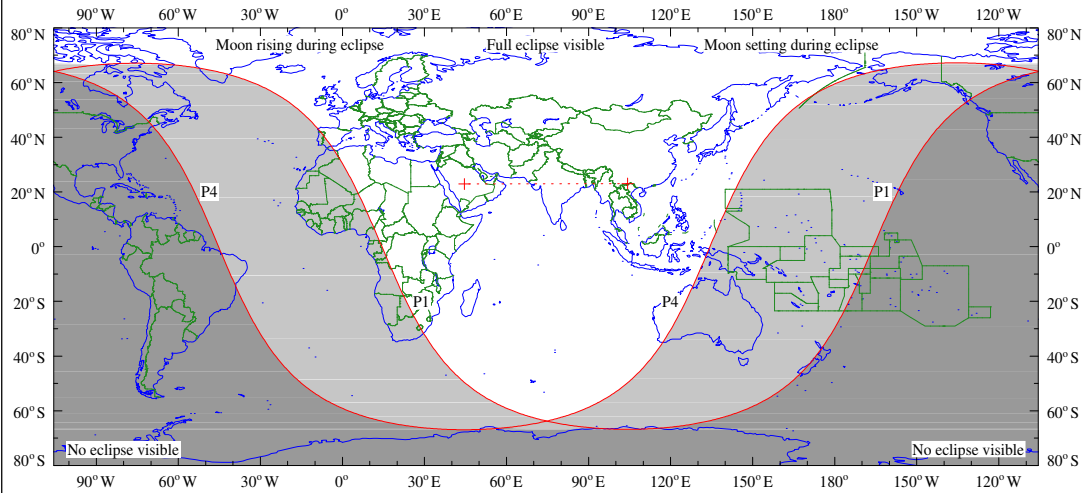 90°W 60°W 30°W 0° 30°E 60°E 90°E 120°E 150°E 180° 150°W 120°W
80°N 80°N
Moon rising during eclipse Full eclipse visible Moon setting during eclipse
60°N 60°N
40°N 40°N
20°N P4 P1 20°N
0° 0°
20°S P1 P4 20°S
40°S 40°S
60°S 60°S
No eclipse visible No eclipse visible
80°S 80°S
90°W 60°W 30°W 0° 30°E 60°E 90°E 120°E 150°E 180° 150°W 120°W